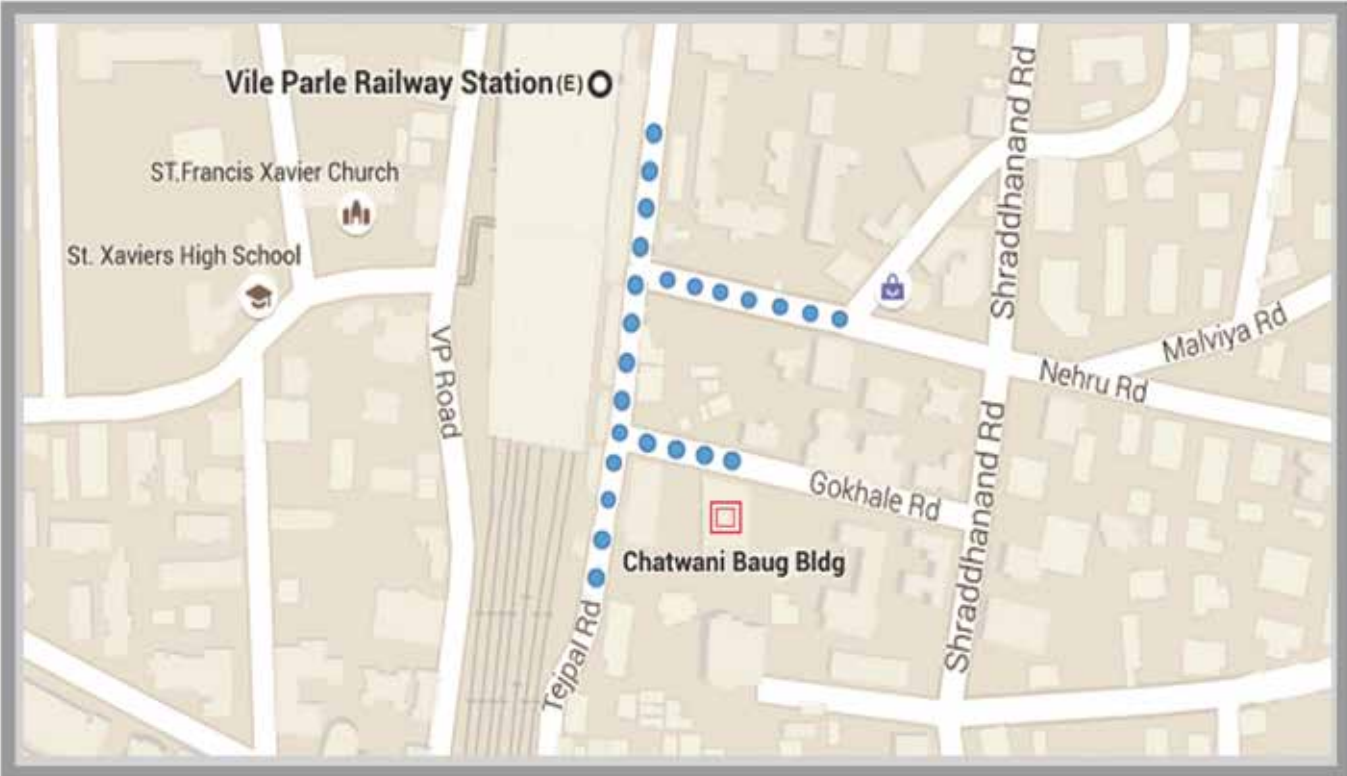 Vile Parle Railway Station(E)
ST.Francis Xavier Church
St. Xaviers High School
VP Road
Shraddhanand Rd
Malviya Rd
Nehru Rd
Gokhale Rd
Shraddhanand Rd
Chatwani Baug Bldg
Tejpal Rd